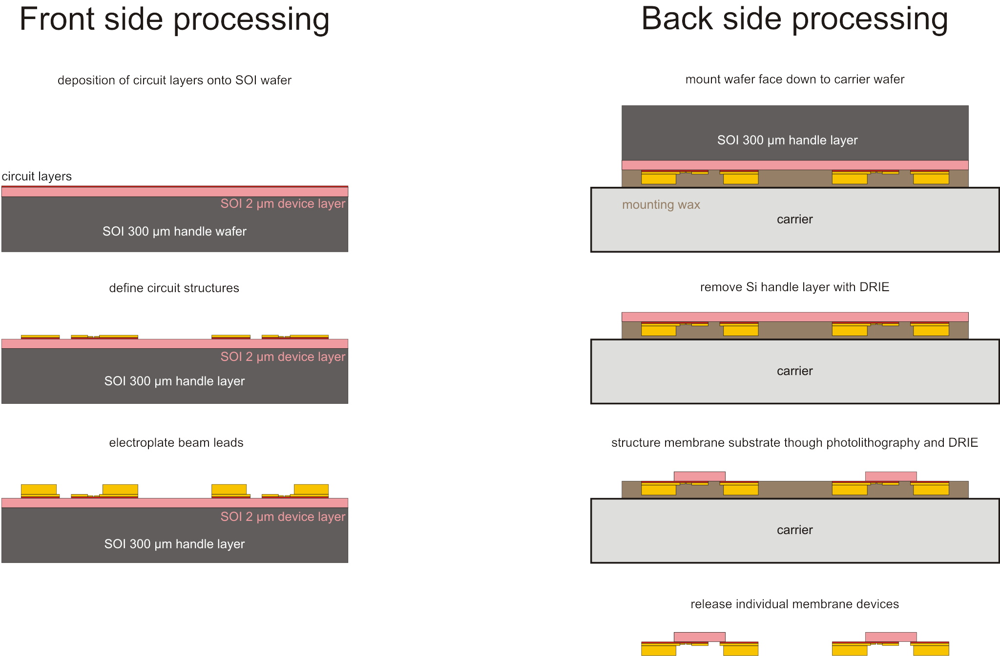 Front side processing
deposition of circuit layers onto SOI wafer
circuit layers
SOI 2 µm device layer
SOI 300 µm handle wafer
define circuit structures
SOI 2 µm device layer
SOI 300 µm handle layer
electroplate beam leads
SOI 2 µm device layer
SOI 300 µm handle layer
Back side processing
mount wafer face down to carrier wafer
SOI 300 µm handle layer
mounting wax
carrier
remove Si handle layer with DRIE
carrier
structure membrane substrate though photolithography and DRIE
carrier
release individual membrane devices